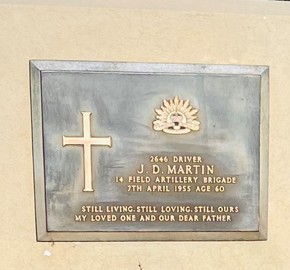 2646 DRIVER
J. D. MARTIN
14 FIELD ARTILLERY BRIGADE
7TH APRIL 1955 AGE 60
STILL LIVING. STILL LOVING. STILL OURS
MY LOVED ONE AND OUR DEAR FATHER